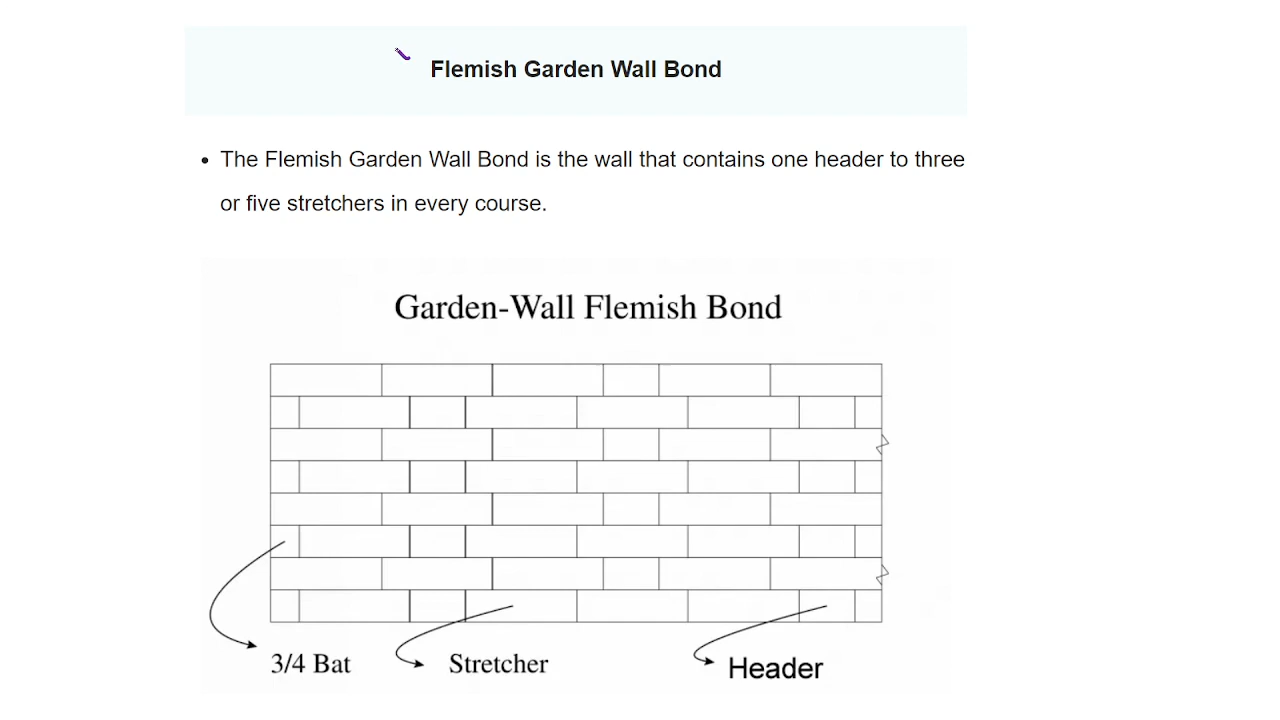 Flemish Garden Wall Bond
• The Flemish Garden Wall Bond is the wall that contains one header to three
or five stretchers in every course.
Garden-Wall Flemish Bond
3/4 Bat
Stretcher
Header